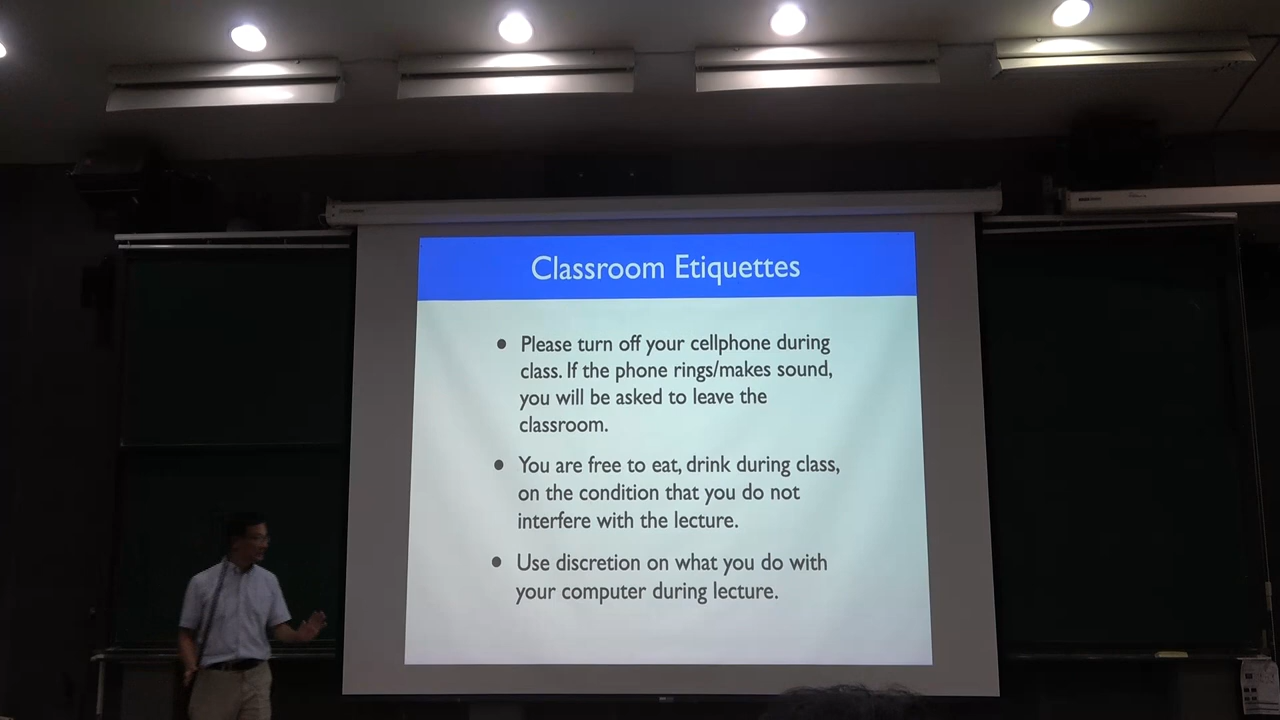 Classroom Etiquettes
• Please turn off your cellphone during
class. If the phone rings/makes sound,
you will be asked to leave the
classroom.
• You are free to eat, drink during class,
on the condition that you do not
interfere with the lecture.
• Use discretion on what you do with
your computer during lecture.